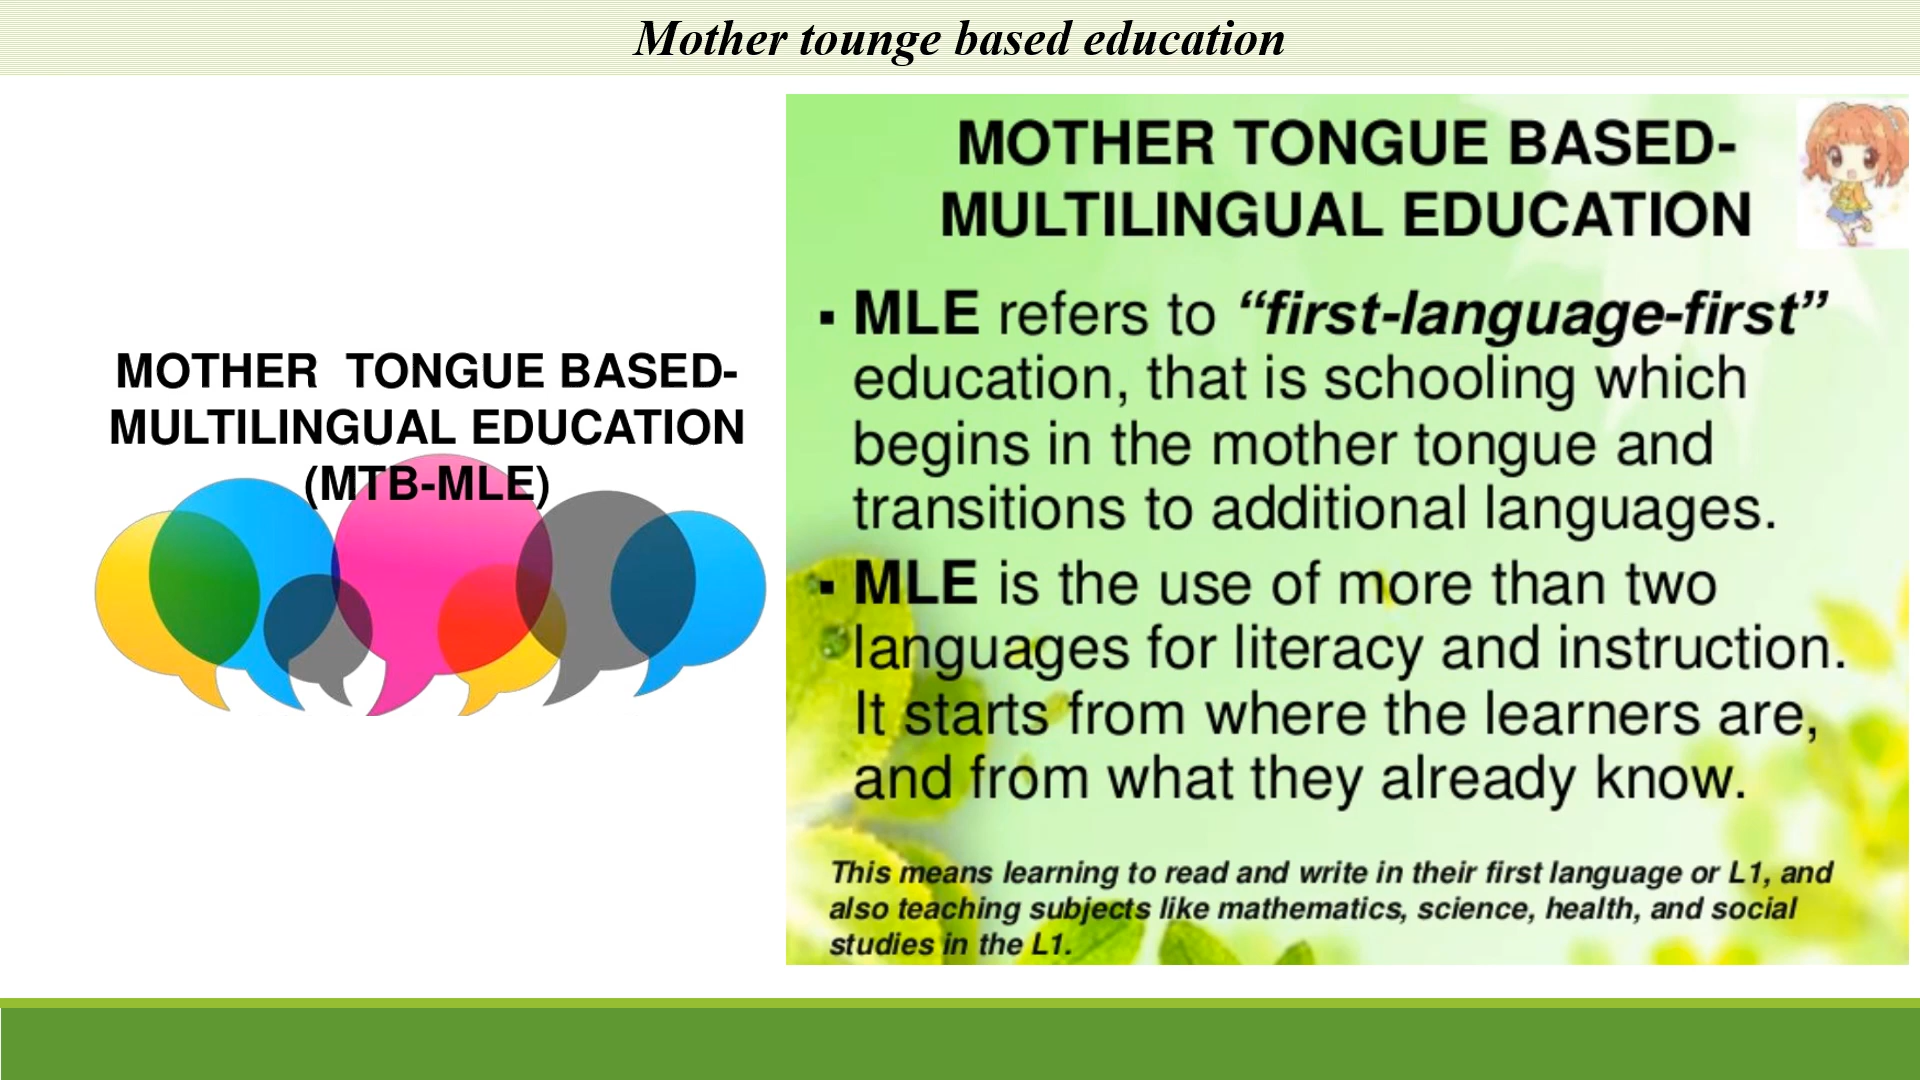 Mother tounge based education
MOTHER TONGUE BASED-
MULTILINGUAL EDUCATION
(MTB-MLE)
MOTHER TONGUE BASED-
MULTILINGUAL EDUCATION
▪ MLE refers to “first-language-first”
education, that is schooling which
begins in the mother tongue and
transitions to additional languages.
▪ MLE is the use of more than two
languages for literacy and instruction.
It starts from where the learners are,
and from what they already know.
This means learning to read and write in their first language or L1, and
also teaching subjects like mathematics, science, health, and social
studies in the L1.